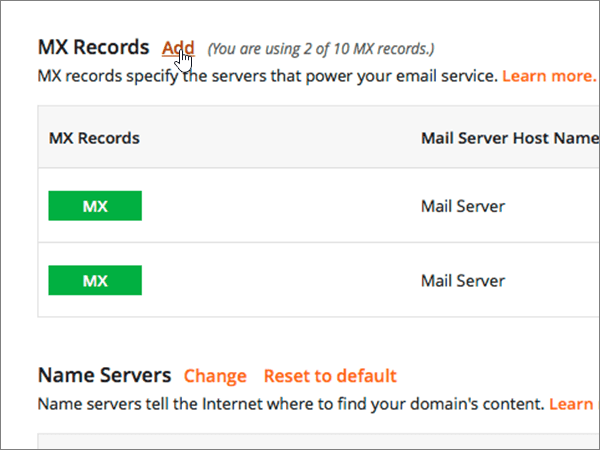 MX Records Add (You are using 2 of 10 MX records.)
MX records specify the servers that power your email service. Learn more.
MX Records Mail Server Host Name
MX Mail Server
MX Mail Server
Name Servers Change Reset to default
Name servers tell the Internet where to find your domain's content. Learn